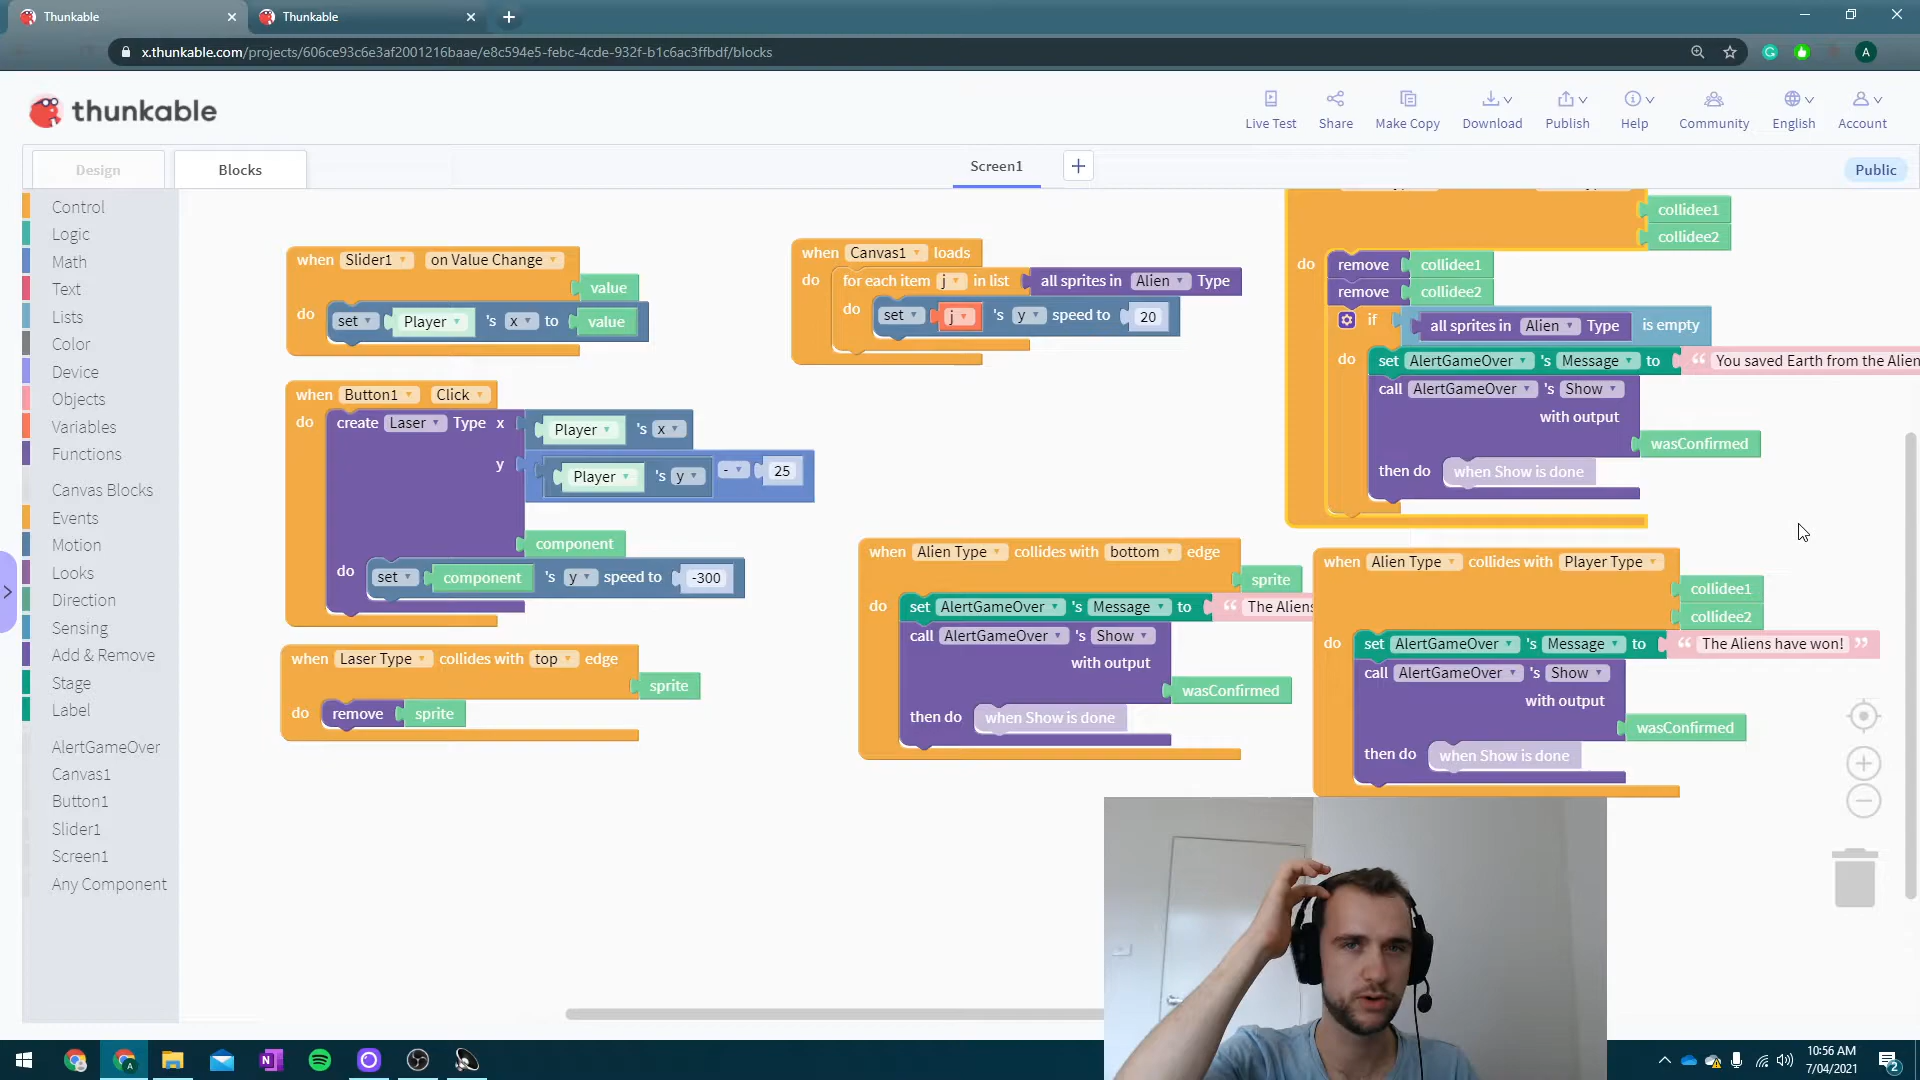 Thunkable
Thunkable
x.thunkable.com/projects/606ce93c6e3af2001216baae/e8c594e5-febc-4cde-932f-b1c6ac3ffbdf/blocks
A
thunkable
Live Test
Share
Make Copy
Download
Publish
Help
Community
English
Account
Design
Blocks
Screen1
Public
Control
Logic
Math
Text
Lists
Color
Device
Objects
Variables
Functions
Canvas Blocks
Events
Motion
Looks
Direction
Sensing
Add & Remove
Stage
Label
AlertGameOver
Canvas1
Button1
Slider1
Screen1
Any Component
when Slider1 on Value Change
value
do set Player 's x to value
when Button1 Click
do create Laser Type x Player 's x
y Player 's y - 25
component
do set component 's y speed to -300
when Laser Type collides with top edge
sprite
do remove sprite
when Canvas1 loads
do for each item j in list all sprites in Alien Type
do set j 's y speed to 20
when Alien Type collides with bottom edge
sprite
do set AlertGameOver 's Message to “ The Aliens
call AlertGameOver 's Show
with output
wasConfirmed
then do when Show is done
collidee1
collidee2
do remove collidee1
remove collidee2
if all sprites in Alien Type is empty
do set AlertGameOver 's Message to “ You saved Earth from the Alien
call AlertGameOver 's Show
with output
wasConfirmed
then do when Show is done
when Alien Type collides with Player Type
collidee1
collidee2
do set AlertGameOver 's Message to “ The Aliens have won! ”
call AlertGameOver 's Show
with output
wasConfirmed
then do when Show is done
10:56 AM
7/04/2021
2